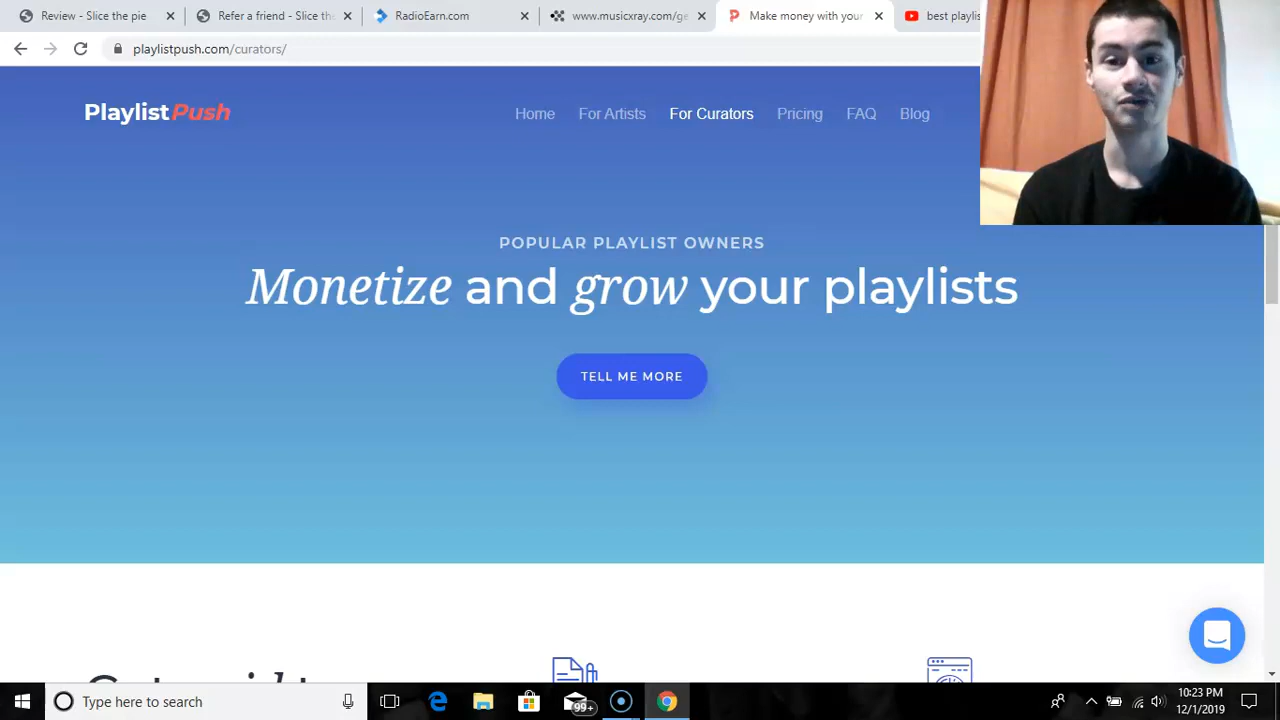 Review - Slice the pie
Refer a friend - Slice th
RadioEarn.com
www.musicxray.com/ge
Make money with your
best playlis
playlistpush.com/curators/
PlaylistPush
Home For Artists For Curators Pricing FAQ Blog
POPULAR PLAYLIST OWNERS
Monetize and grow your playlists
TELL ME MORE
Type here to search
99+
10:23 PM
12/1/2019